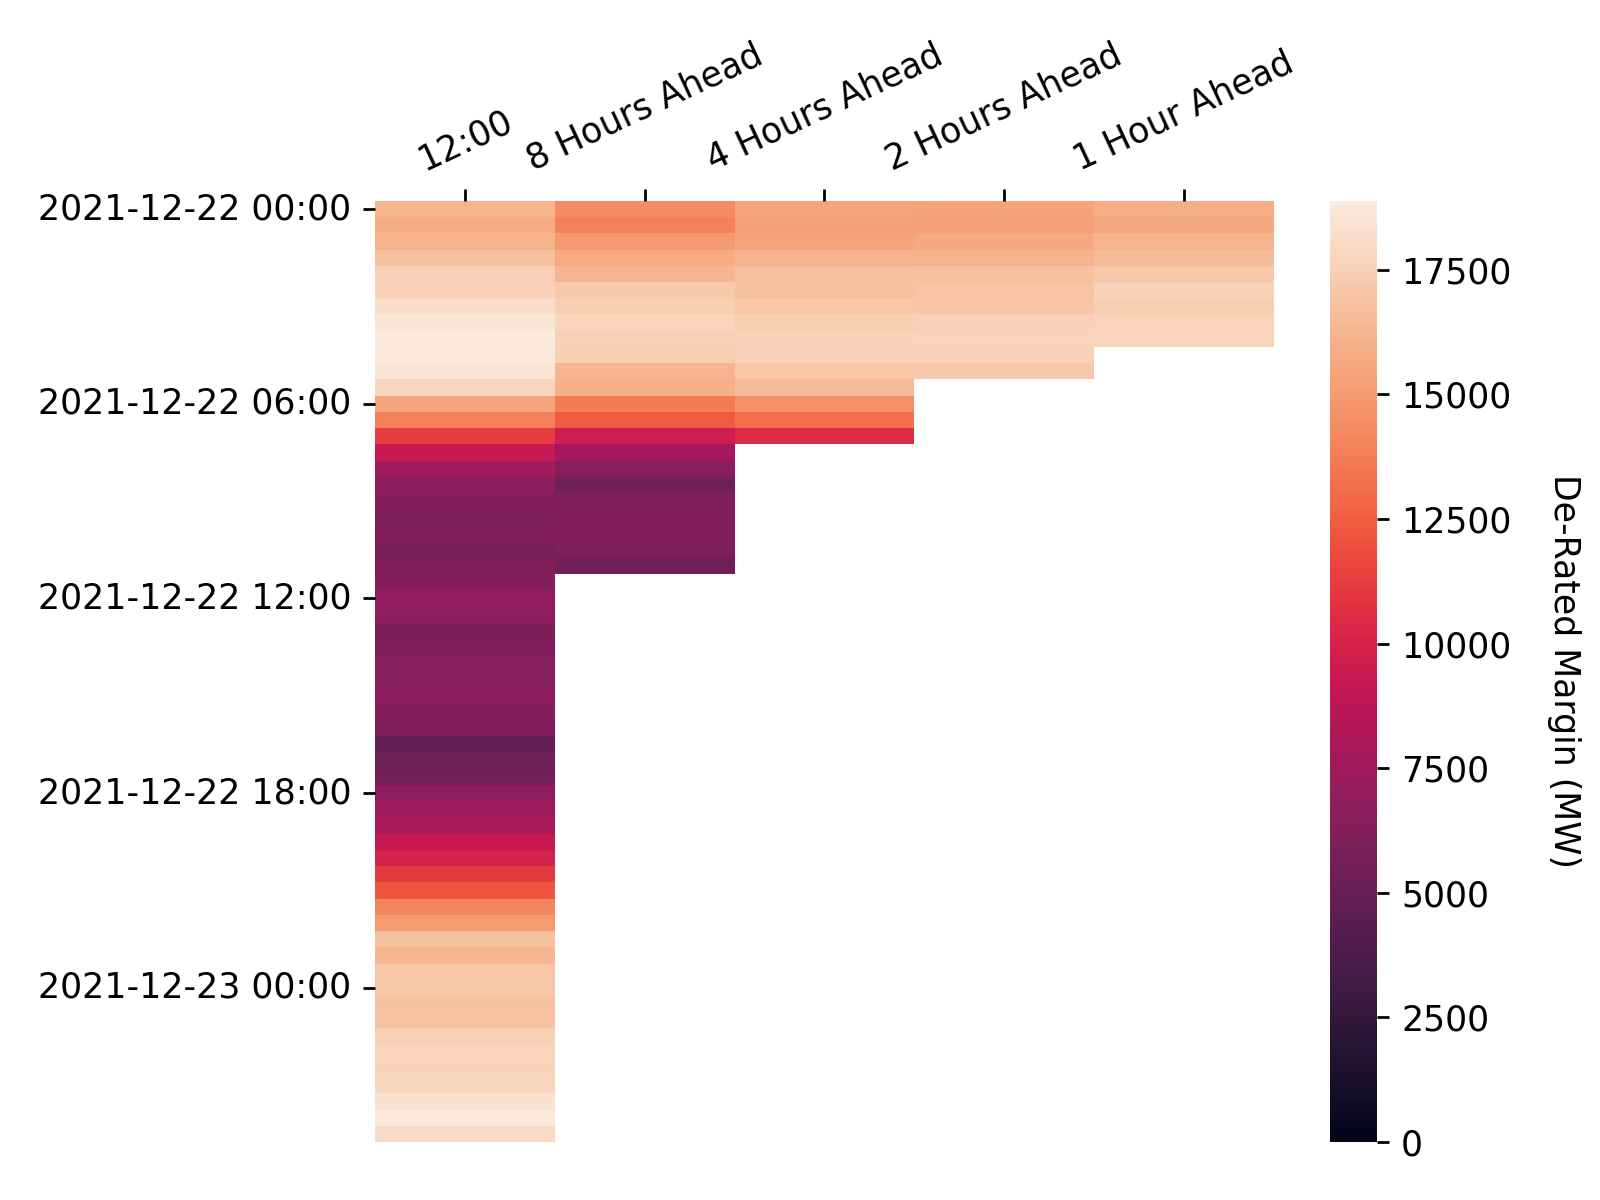 12:00
8 Hours Ahead
4 Hours Ahead
2 Hours Ahead
1 Hour Ahead
2021-12-22 00:00
2021-12-22 06:00
2021-12-22 12:00
2021-12-22 18:00
2021-12-23 00:00
17500
15000
12500
10000
7500
5000
2500
0
De-Rated Margin (MW)